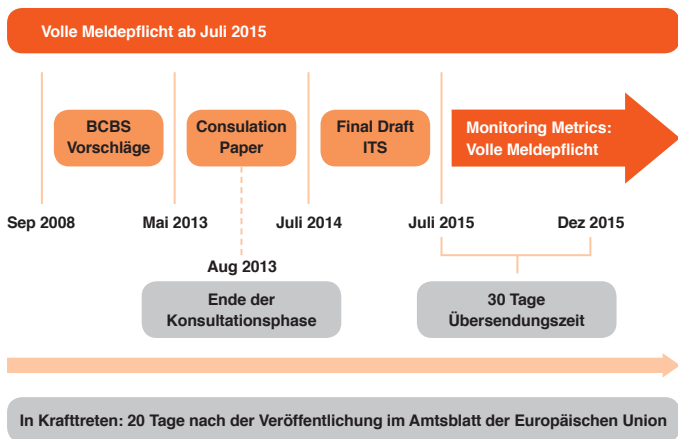 Volle Meldepflicht ab Juli 2015
BCBS
Vorschläge
Consulation
Paper
Final Draft
ITS
Monitoring Metrics:
Volle Meldepflicht
Sep 2008
Mai 2013
Juli 2014
Juli 2015
Dez 2015
Aug 2013
Ende der
Konsultationsphase
30 Tage
Übersendungszeit
In Krafttreten: 20 Tage nach der Veröffentlichung im Amtsblatt der Europäischen Union